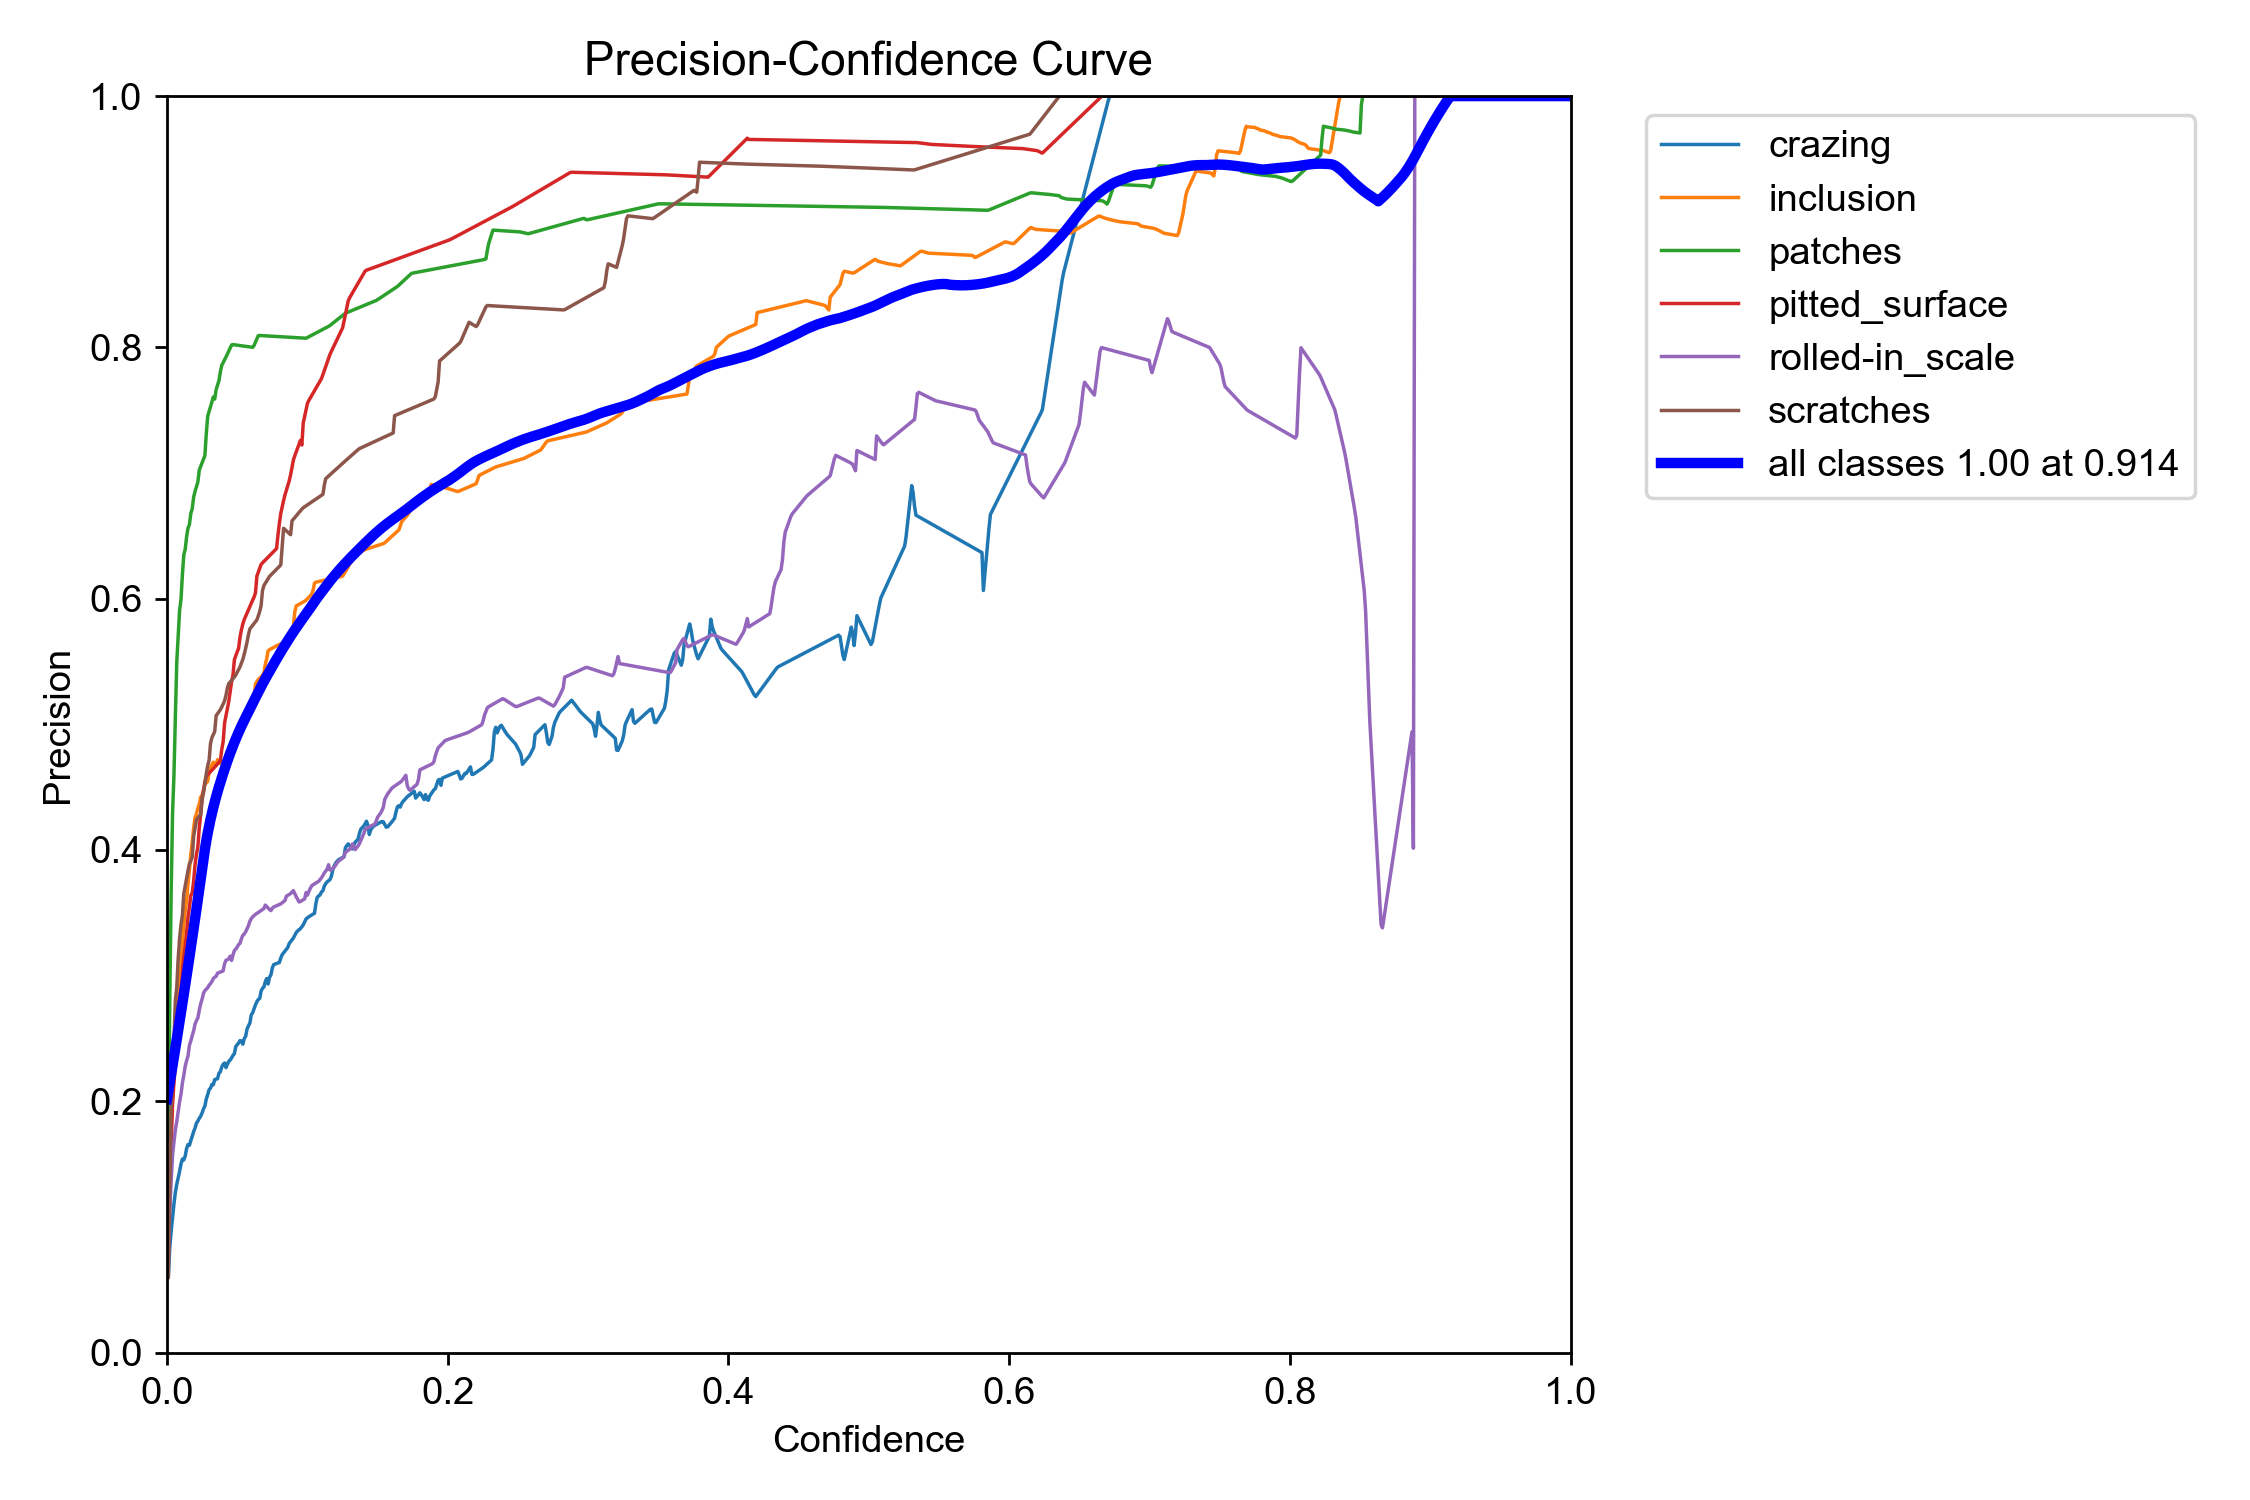 Precision-Confidence Curve
1.0
0.8
0.6
0.4
0.2
0.0
Precision
0.0 0.2 0.4 0.6 0.8 1.0
Confidence
crazing
inclusion
patches
pitted_surface
rolled-in_scale
scratches
all classes 1.00 at 0.914